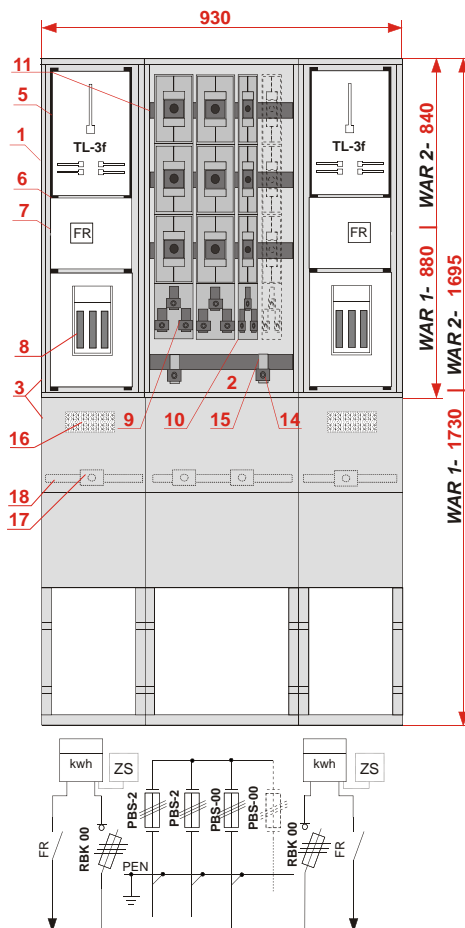 930
11
5
1
6
7
8
3
16
18
17
TL-3f
FR
TL-3f
FR
2
9
10
15
14
WAR 2- 840
WAR 1- 880
WAR 2- 1695
WAR 1- 1730
kwh
ZS
FR
RBK 00
PBS-2
PBS-2
PBS-00
PBS-00
PEN
kwh
ZS
RBK 00
FR